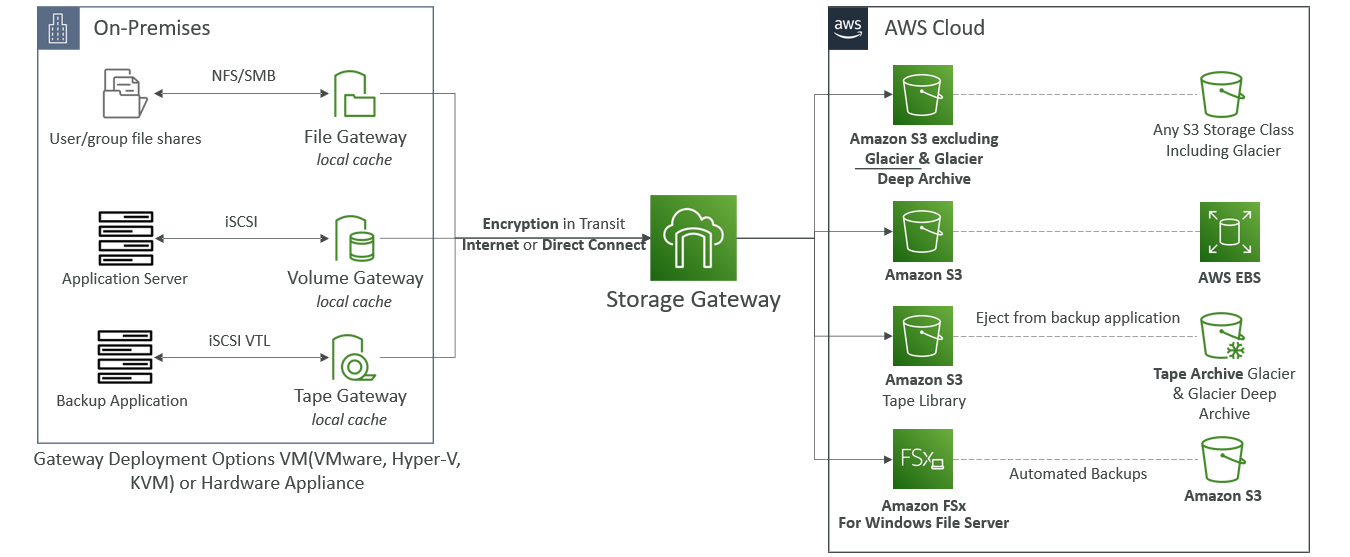 On-Premises
NFS/SMB
User/group file shares
File Gateway
local cache
iSCSI
Application Server
Volume Gateway
local cache
iSCSI VTL
Backup Application
Tape Gateway
local cache
Gateway Deployment Options VM(VMware, Hyper-V,
KVM) or Hardware Appliance
Encryption in Transit
Internet or Direct Connect
Storage Gateway
aws
AWS Cloud
Amazon S3 excluding
Glacier & Glacier
Deep Archive
Any S3 Storage Class
Including Glacier
Amazon S3
AWS EBS
Eject from backup application
Amazon S3
Tape Library
Tape Archive Glacier
& Glacier Deep
Archive
FSx
Automated Backups
Amazon FSx
For Windows File Server
Amazon S3